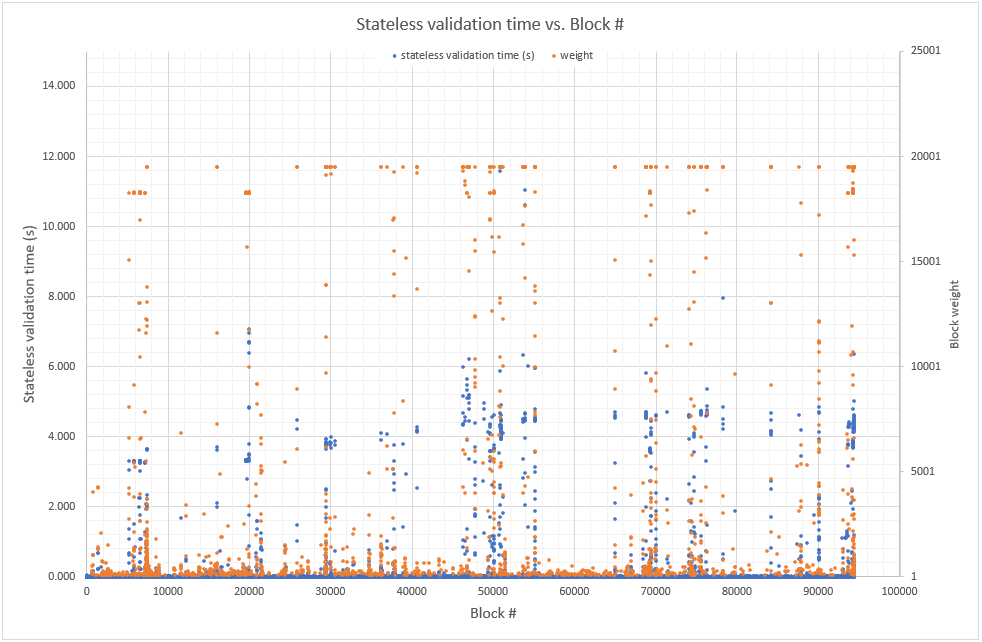 Stateless validation time vs. Block #
stateless validation time (s) weight
14.000
12.000
10.000
8.000
6.000
4.000
2.000
0.000
25001
20001
15001
10001
5001
1
0 10000 20000 30000 40000 50000 60000 70000 80000 90000 100000
Stateless validation time (s)
Block weight
Block #